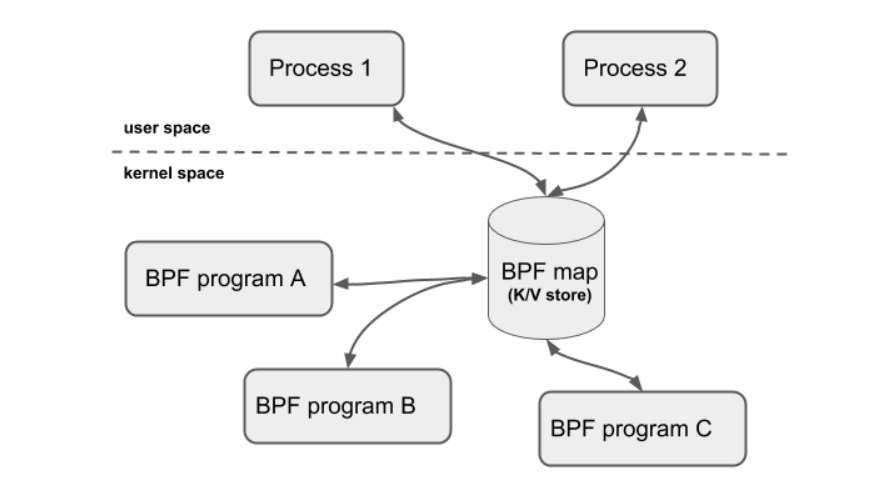 Process 1
Process 2
user space
kernel space
BPF program A
BPF map
(K/V store)
BPF program B
BPF program C